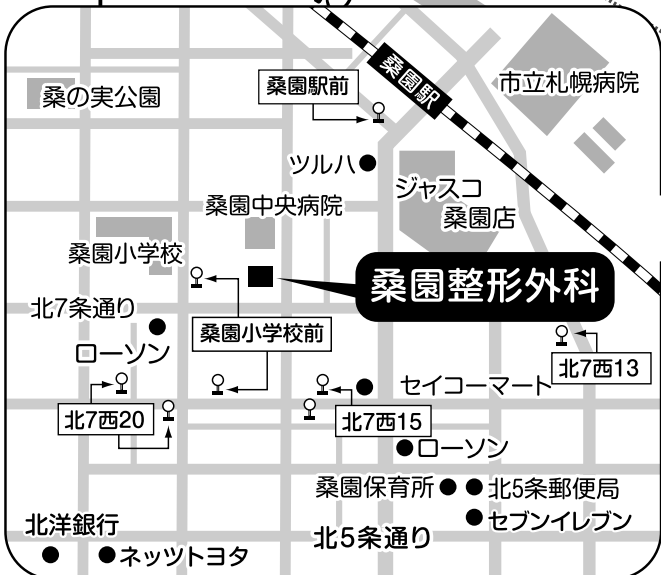 桑の実公園
桑園駅前
桑園駅
市立札幌病院
ツルハ
ジャスコ
桑園店
桑園中央病院
桑園小学校
桑園整形外科
北7条通り
ローソン
桑園小学校前
北7西13
北7西20
セイコーマート
北7西15
ローソン
桑園保育所
北5条郵便局
セブンイレブン
北洋銀行
ネッツトヨタ
北5条通り